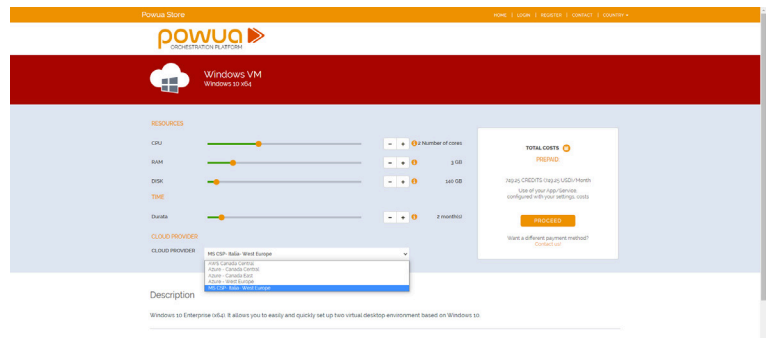 Powua Store
HOME | LOGIN | REGISTER | CONTACT | COUNTRY
powua
ORCHESTRATION PLATFORM
Windows VM
Windows 10 x64
RESOURCES
CPU - + 2 Number of cores
RAM - + 3 GB
DISK - + 140 GB
TIME
Durata - + 2 month(s)
CLOUD PROVIDER
CLOUD PROVIDER MS CSP- Italia- West Europe
AWS Canada Central
Azure - Canada Central
Azure - Canada East
Azure - West Europe
MS CSP- Italia- West Europe
TOTAL COSTS
PREPAID
749.25 CREDITS (749.25 USD)/Month
Use of your App/Service
configured with your settings, costs
PROCEED
Want a different payment method?
Contact us!
Description
Windows 10 Enterprise (x64). It allows you to easily and quickly set up two virtual desktop environment based on Windows 10.